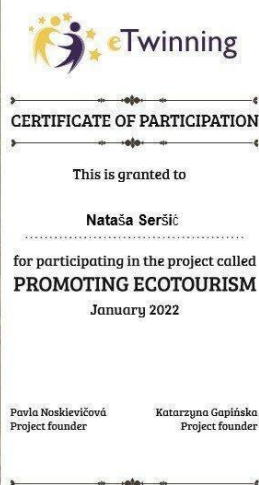 eTwinning
CERTIFICATE OF PARTICIPATION
This is granted to
Nataša Seršić
for participating in the project called
PROMOTING ECOTOURISM
January 2022
Pavla Noskievičová Katarzyna Gapińska
Project founder Project founder